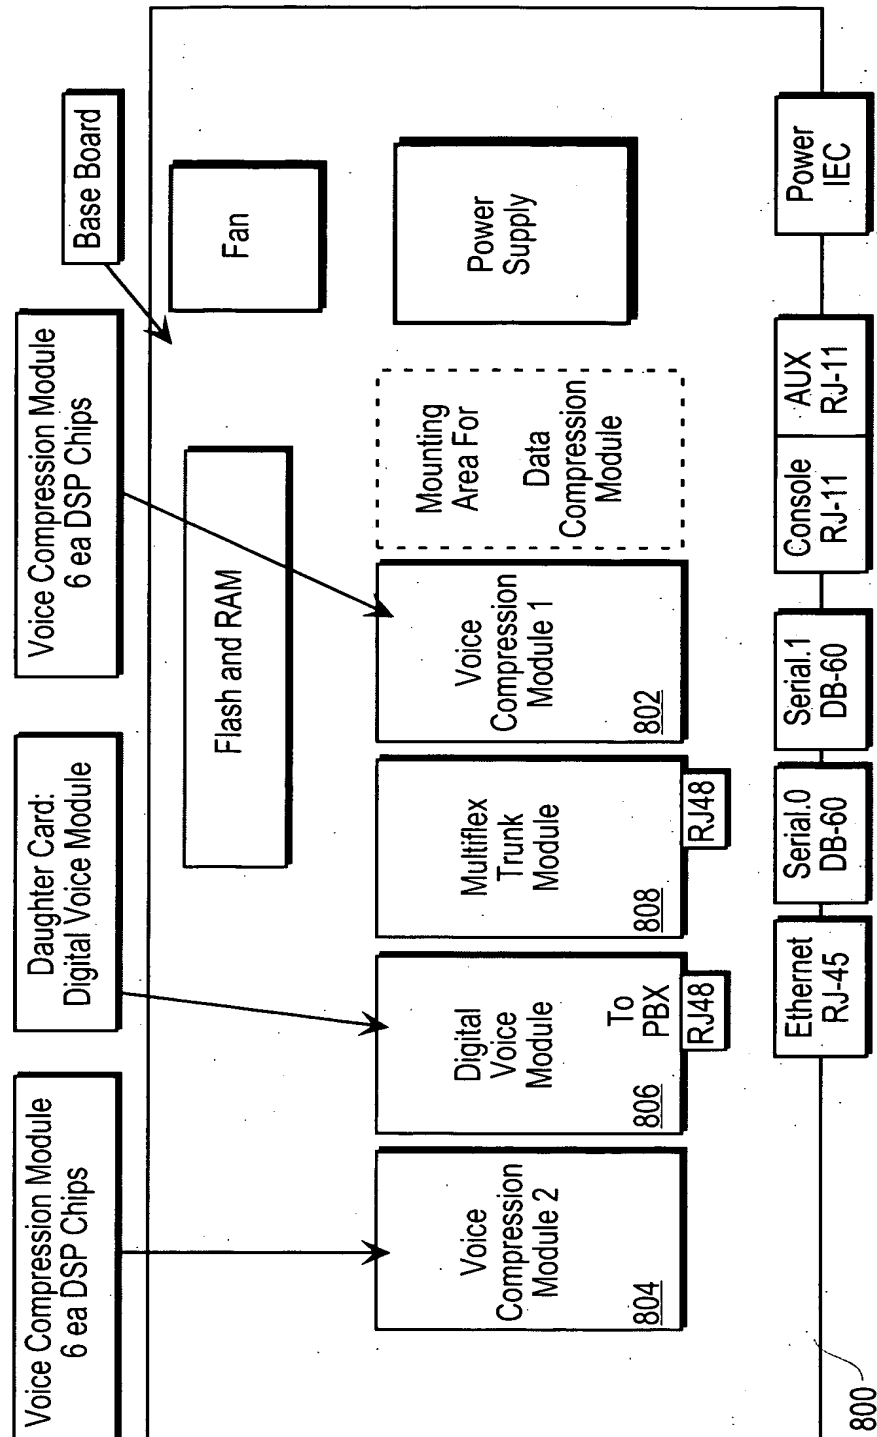 Voice Compression Module
6 ea DSP Chips
Daughter Card:
Digital Voice Module
Voice Compression Module
6 ea DSP Chips
Base Board
Flash and RAM
Fan
Voice
Compression
Module 2
804
Digital
Voice
Module
To
PBX
806
RJ48
Multiflex
Trunk
Module
808
RJ48
Voice
Compression
Module 1
802
Mounting
Area For
Data
Compression
Module
Power
Supply
Ethernet
RJ-45
Serial.0
DB-60
Serial.1
DB-60
Console
RJ-11
AUX
RJ-11
Power
IEC
800